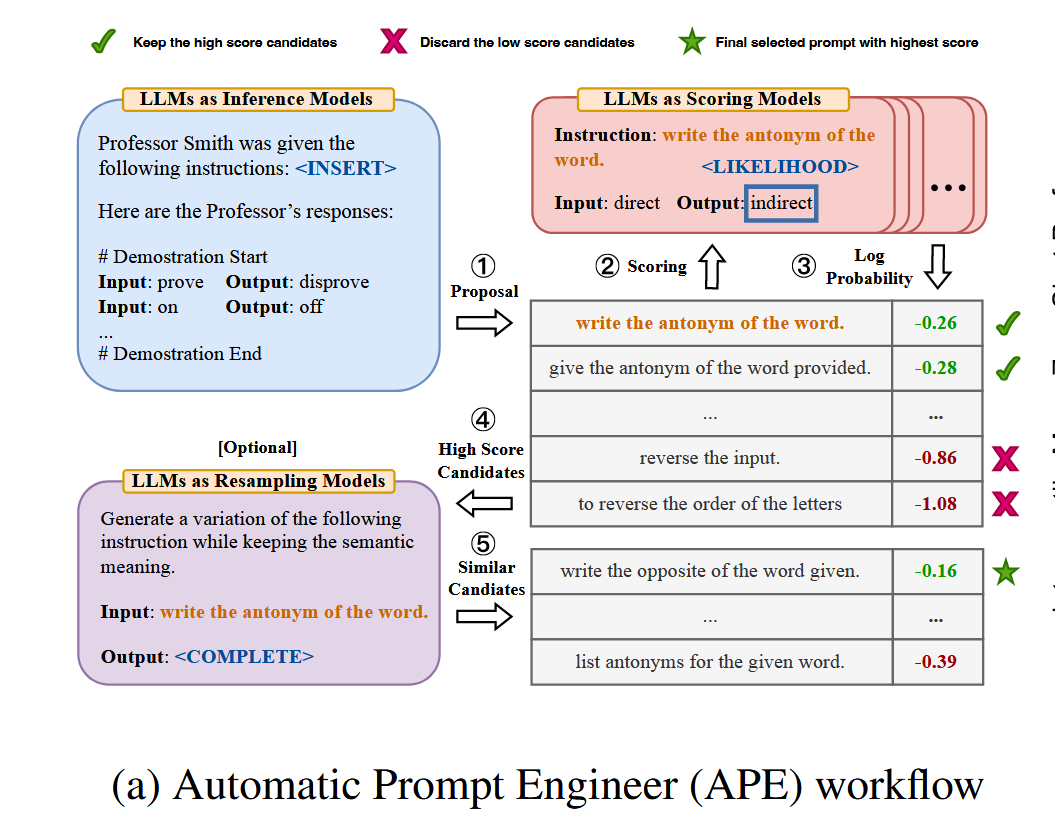 Keep the high score candidates
Discard the low score candidates
Final selected prompt with highest score
LLMs as Inference Models
Professor Smith was given the
following instructions: <INSERT>
Here are the Professor's responses:
# Demostration Start
Input: prove Output: disprove
Input: on Output: off
...
# Demostration End
① Proposal
LLMs as Scoring Models
Instruction: write the antonym of the
word.
<LIKELIHOOD>
Input: direct Output: indirect
...
② Scoring
③ Log
Probability
write the antonym of the word. -0.26
give the antonym of the word provided. -0.28
... ...
reverse the input. -0.86
to reverse the order of the letters -1.08
④
High Score
Candidates
[Optional]
LLMs as Resampling Models
Generate a variation of the following
instruction while keeping the semantic
meaning.
Input: write the antonym of the word.
Output: <COMPLETE>
⑤
Similar
Candiates
write the opposite of the word given. -0.16
... ...
list antonyms for the given word. -0.39
(a) Automatic Prompt Engineer (APE) workflow